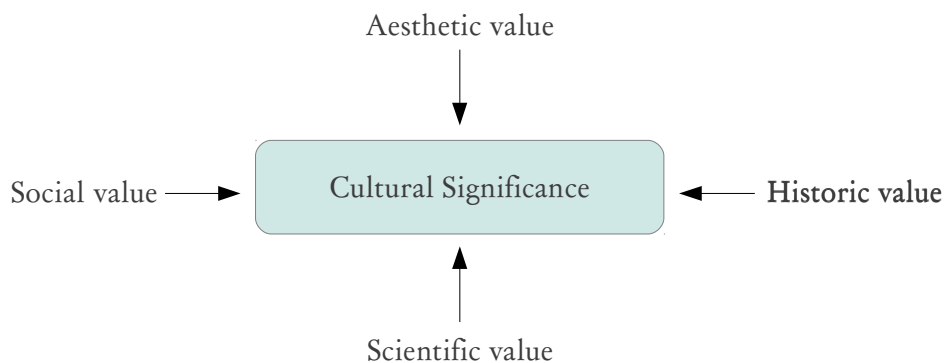 Aesthetic value
Social value
Cultural Significance
Historic value
Scientific value